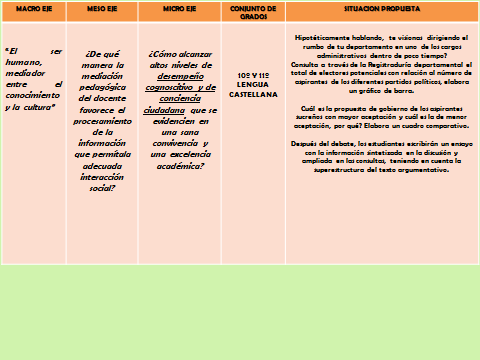 MACRO EJE
MESO EJE
MICRO EJE
CONJUNTO DE
GRADOS
SITUACION PROPUESTA
"El ser
humano,
mediador
entre el
conocimiento
y la cultura"
¿De qué
manera la
mediación
pedagógica
del docente
favorece el
procesamiento
de la
información
que permitala
adecuada
interacción
social?
¿Cómo alcanzar
altos niveles de
desempeño
cognoscitivo y de
conciencia
ciudadana que se
evidencien en
una sana
convivencia y
una excelencia
académica?
10º Y 11º
LENGUA
CASTELLANA
Hipotéticamente hablando, te visionas dirigiendo el
rumbo de tu departamento en uno de los cargos
administrativos dentro de poco tiempo?
Consulta a través de la Registraduría departamental el
total de electores potenciales con relación al número de
aspirantes de los diferentes partidos políticos, elabora
un gráfico de barra.
Cuál es la propuesta de gobierno de los aspirantes
sucreños con mayor aceptación y cuál es la de menor
aceptación, por qué? Elabora un cuadro comparativo.
Después del debate, los estudiantes escribirán un ensayo
con la información sintetizada en la discusión y
ampliada en las consultas, teniendo en cuenta la
superestructura del texto argumentativo.